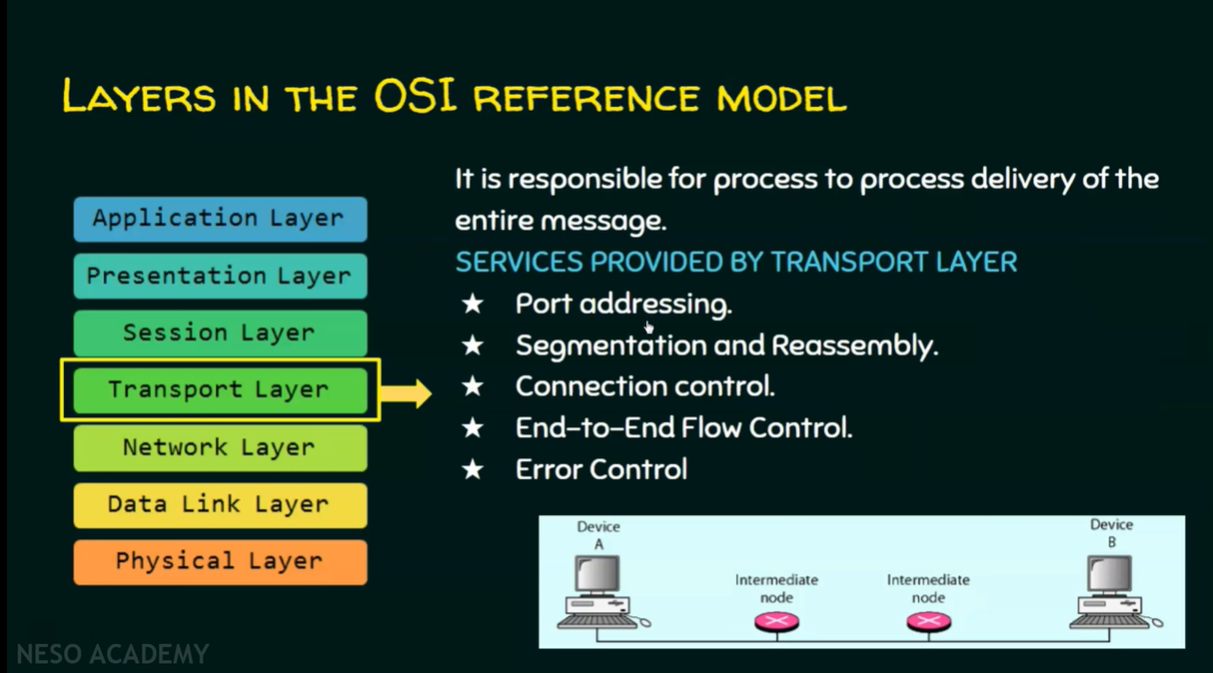 LAYERS IN THE OSI REFERENCE MODEL
Application Layer
Presentation Layer
Session Layer
Transport Layer
Network Layer
Data Link Layer
Physical Layer
It is responsible for process to process delivery of the
entire message.
SERVICES PROVIDED BY TRANSPORT LAYER
★ Port addressing.
★ Segmentation and Reassembly.
★ Connection control.
★ End-to-End Flow Control.
★ Error Control
Device
A
Intermediate
node
Intermediate
node
Device
B
NESO ACADEMY